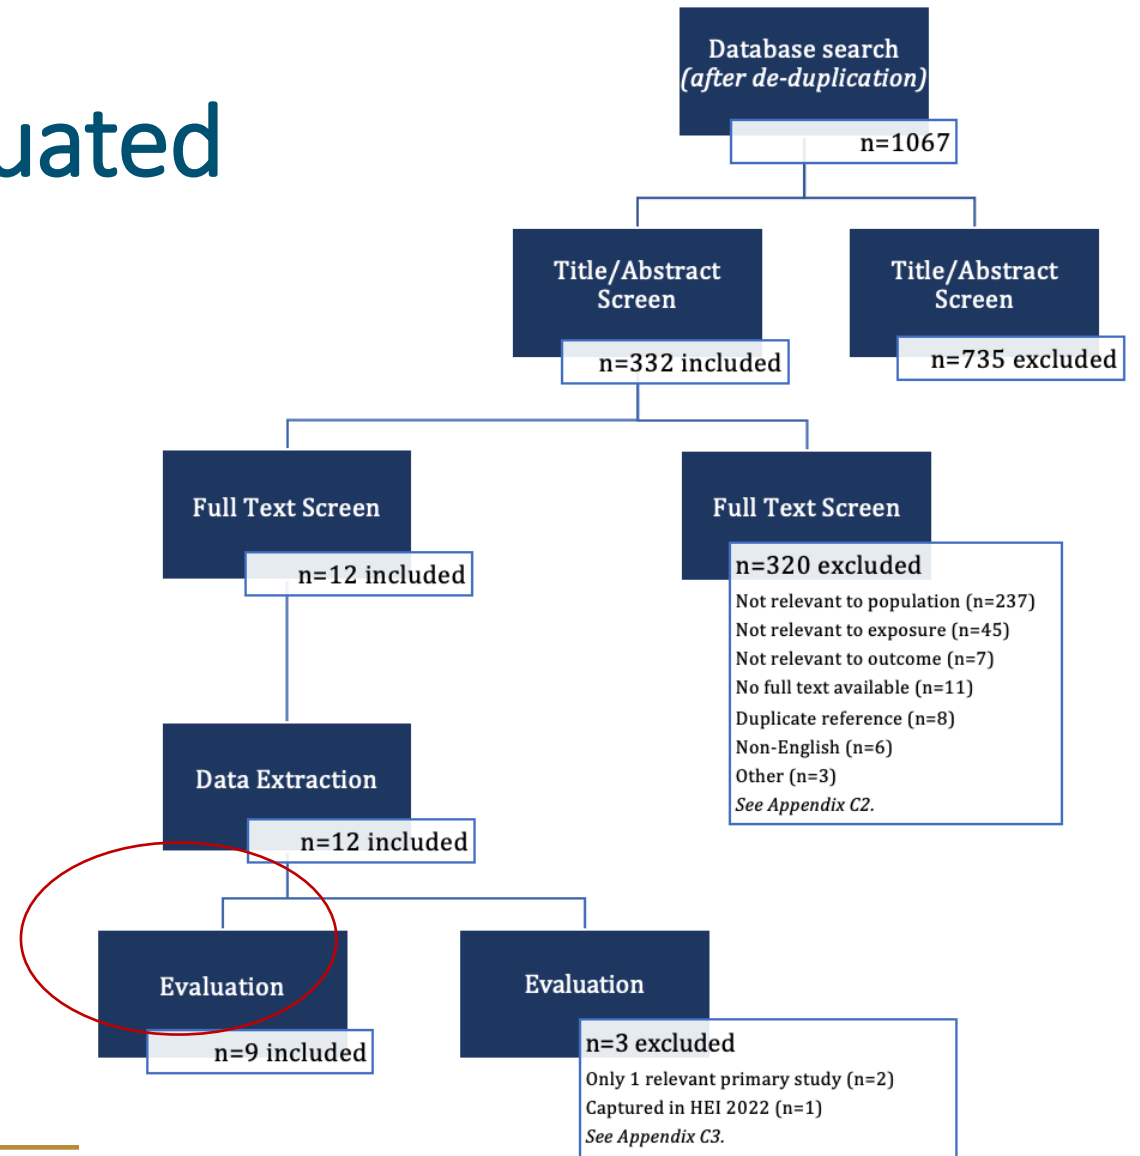 uated
Database search
(after de-duplication)
n=1067
Title/Abstract
Screen
n=332 included
Title/Abstract
Screen
n=735 excluded
Full Text Screen
n=12 included
Full Text Screen
n=320 excluded
Not relevant to population (n=237)
Not relevant to exposure (n=45)
Not relevant to outcome (n=7)
No full text available (n=11)
Duplicate reference (n=8)
Non-English (n=6)
Other (n=3)
See Appendix C2.
Data Extraction
n=12 included
Evaluation
n=9 included
Evaluation
n=3 excluded
Only 1 relevant primary study (n=2)
Captured in HEI 2022 (n=1)
See Appendix C3.